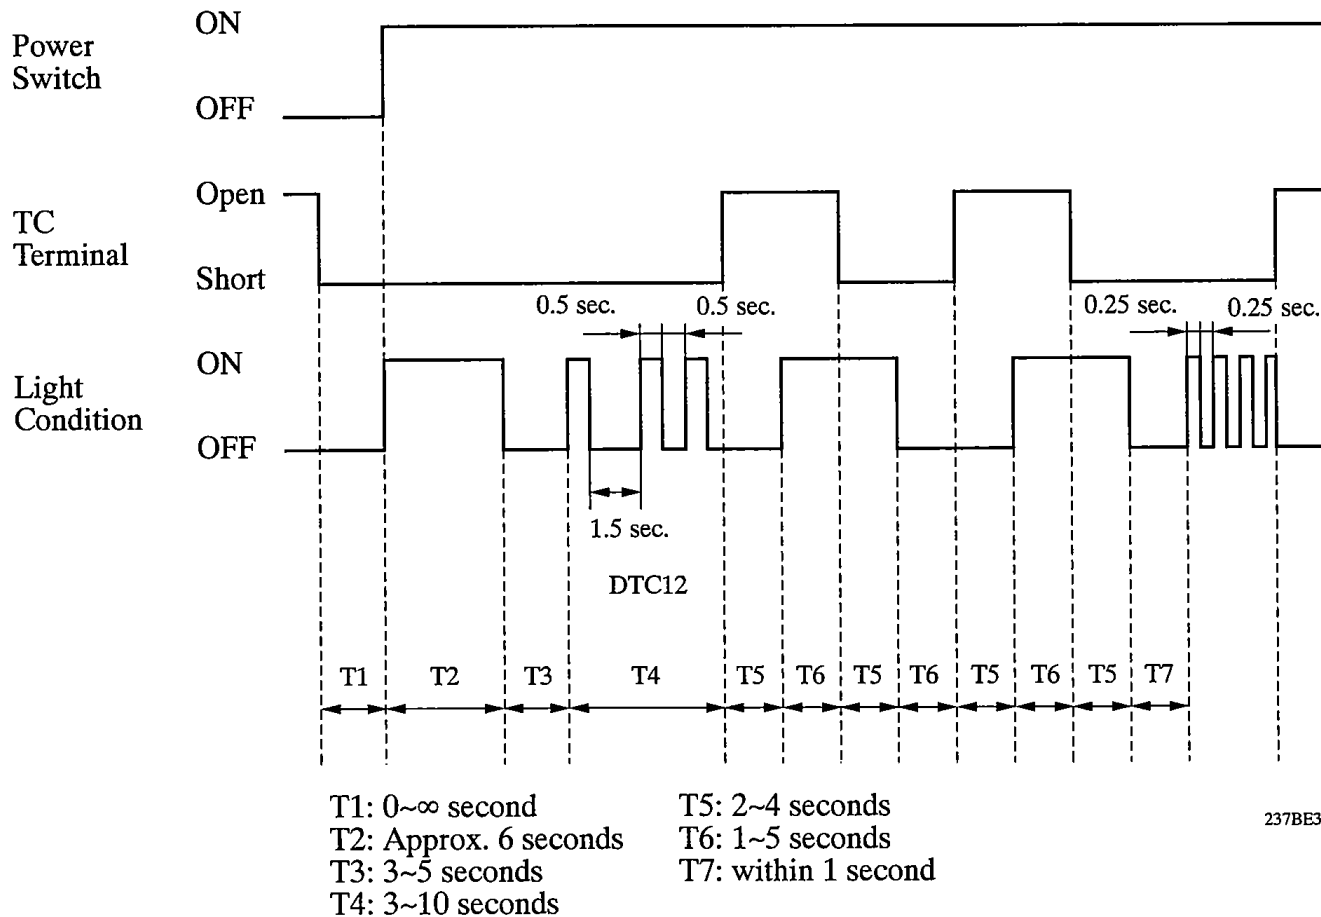 ON
Power
Switch
OFF
Open
TC
Terminal
Short
0.5 sec. 0.5 sec. 0.25 sec. 0.25 sec.
ON
Light
Condition
OFF
1.5 sec.
DTC12
T1 T2 T3 T4 T5 T6 T5 T6 T5 T6 T5 T7
T1: 0~∞ second
T2: Approx. 6 seconds
T3: 3~5 seconds
T4: 3~10 seconds
T5: 2~4 seconds
T6: 1~5 seconds
T7: within 1 second
237BE3